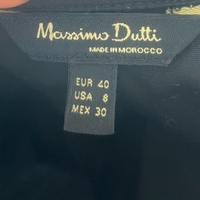 Massimo Dutti
MADE IN MOROCCO
EUR 40
USA 8
MEX 30